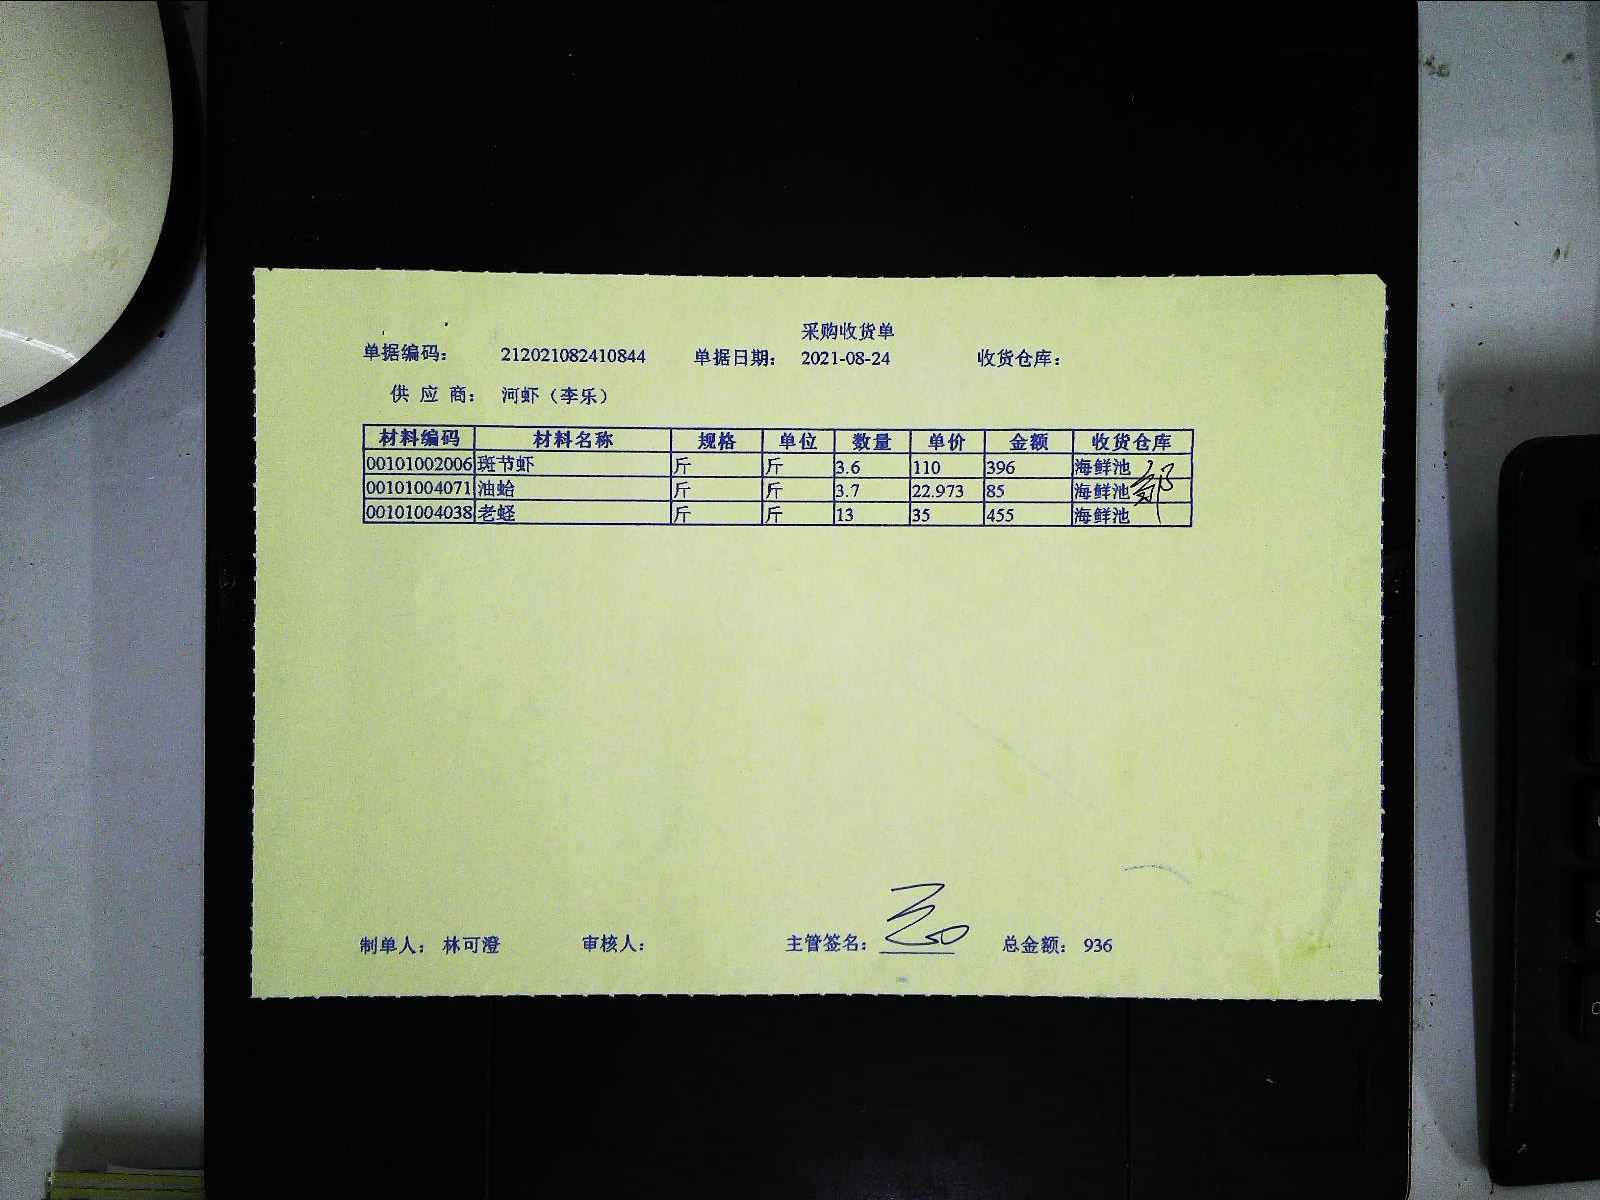 采购收货单
单据编码： 212021082410844 单据日期： 2021-08-24 收货仓库：
供 应 商： 河虾（李乐）
材料编码 材料名称 规格 单位 数量 单价 金额 收货仓库
00101002006 斑节虾 斤 斤 3.6 110 396 海鲜池
00101004071 油蛤 斤 斤 3.7 22.973 85 海鲜池
00101004038 老蛏 斤 斤 13 35 455 海鲜池
制单人： 林可澄 审核人： 主管签名： 总金额： 936